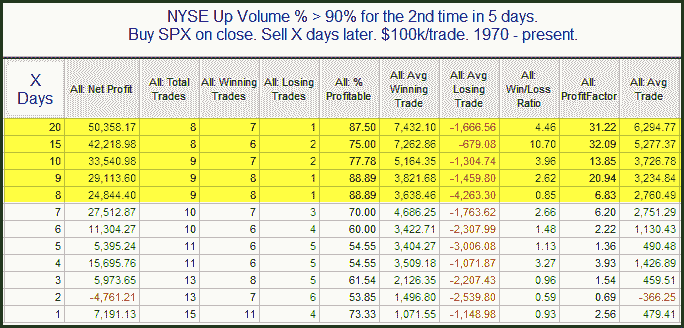 NYSE Up Volume % > 90% for the 2nd time in 5 days.
Buy SPX on close. Sell X days later. $100k/trade. 1970 - present.
X Days All: Net Profit All: Total Trades All: Winning Trades All: Losing Trades All: % Profitable All: Avg Winning Trade All: Avg Losing Trade All: Win/Loss Ratio All: ProfitFactor All: Avg Trade
20 50,358.17 8 7 1 87.50 7,432.10 -1,666.56 4.46 31.22 6,294.77
15 42,218.98 8 6 2 75.00 7,262.86 -679.08 10.70 32.09 5,277.37
10 33,540.98 9 7 2 77.78 5,164.35 -1,304.74 3.96 13.85 3,726.78
9 29,113.60 9 8 1 88.89 3,821.68 -1,459.80 2.62 20.94 3,234.84
8 24,844.40 9 8 1 88.89 3,638.46 -4,263.30 0.85 6.83 2,760.49
7 27,512.87 10 7 3 70.00 4,686.25 -1,763.62 2.66 6.20 2,751.29
6 11,304.27 10 6 4 60.00 3,422.71 -2,307.99 1.48 2.22 1,130.43
5 5,395.24 11 6 5 54.55 3,404.27 -3,006.08 1.13 1.36 490.48
4 15,695.76 11 6 5 54.55 3,509.18 -1,071.87 3.27 3.93 1,426.89
3 5,973.65 13 8 5 61.54 2,126.35 -2,207.43 0.96 1.54 459.51
2 -4,761.21 13 7 6 53.85 1,496.80 -2,539.80 0.59 0.69 -366.25
1 7,191.13 15 11 4 73.33 1,071.55 -1,148.98 0.93 2.56 479.41